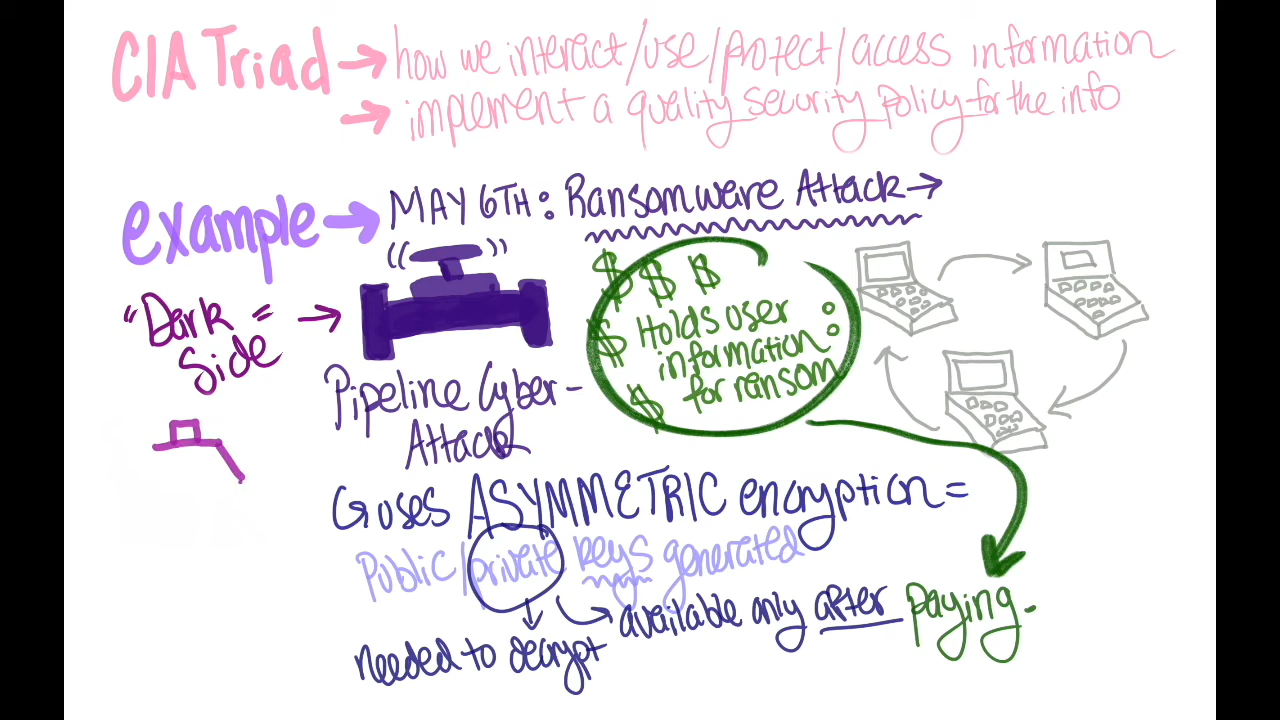 CIA Triad → how we interact/use/protect/access information
→ implement a quality security policy for the info
example → MAY 6TH: Ransomware Attack →
"Dark Side" →
Pipeline Cyber-
Attack
$ $ $
$ Holds user
information
for ransom
$
↳ uses ASYMMETRIC encryption =
Public/private keys generated
↳ available only after paying.
needed to decrypt